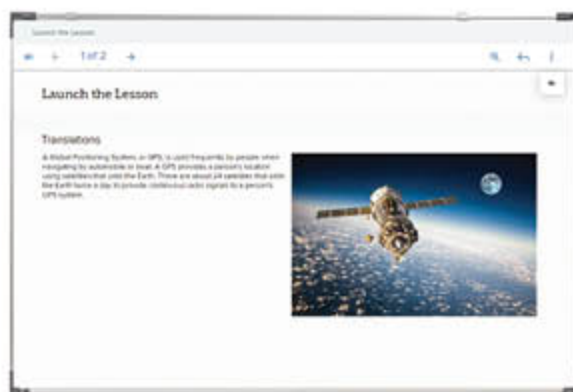 Launch the Lesson
1 of 2
Launch the Lesson
Translations
A Global Positioning System, or GPS, is used frequently by people when
navigating by automobile or boat. A GPS provides a person's location
using satellites that orbit the Earth. There are about 24 satellites that orbit
the Earth twice a day to provide continuous radio signals to a person's
GPS system.